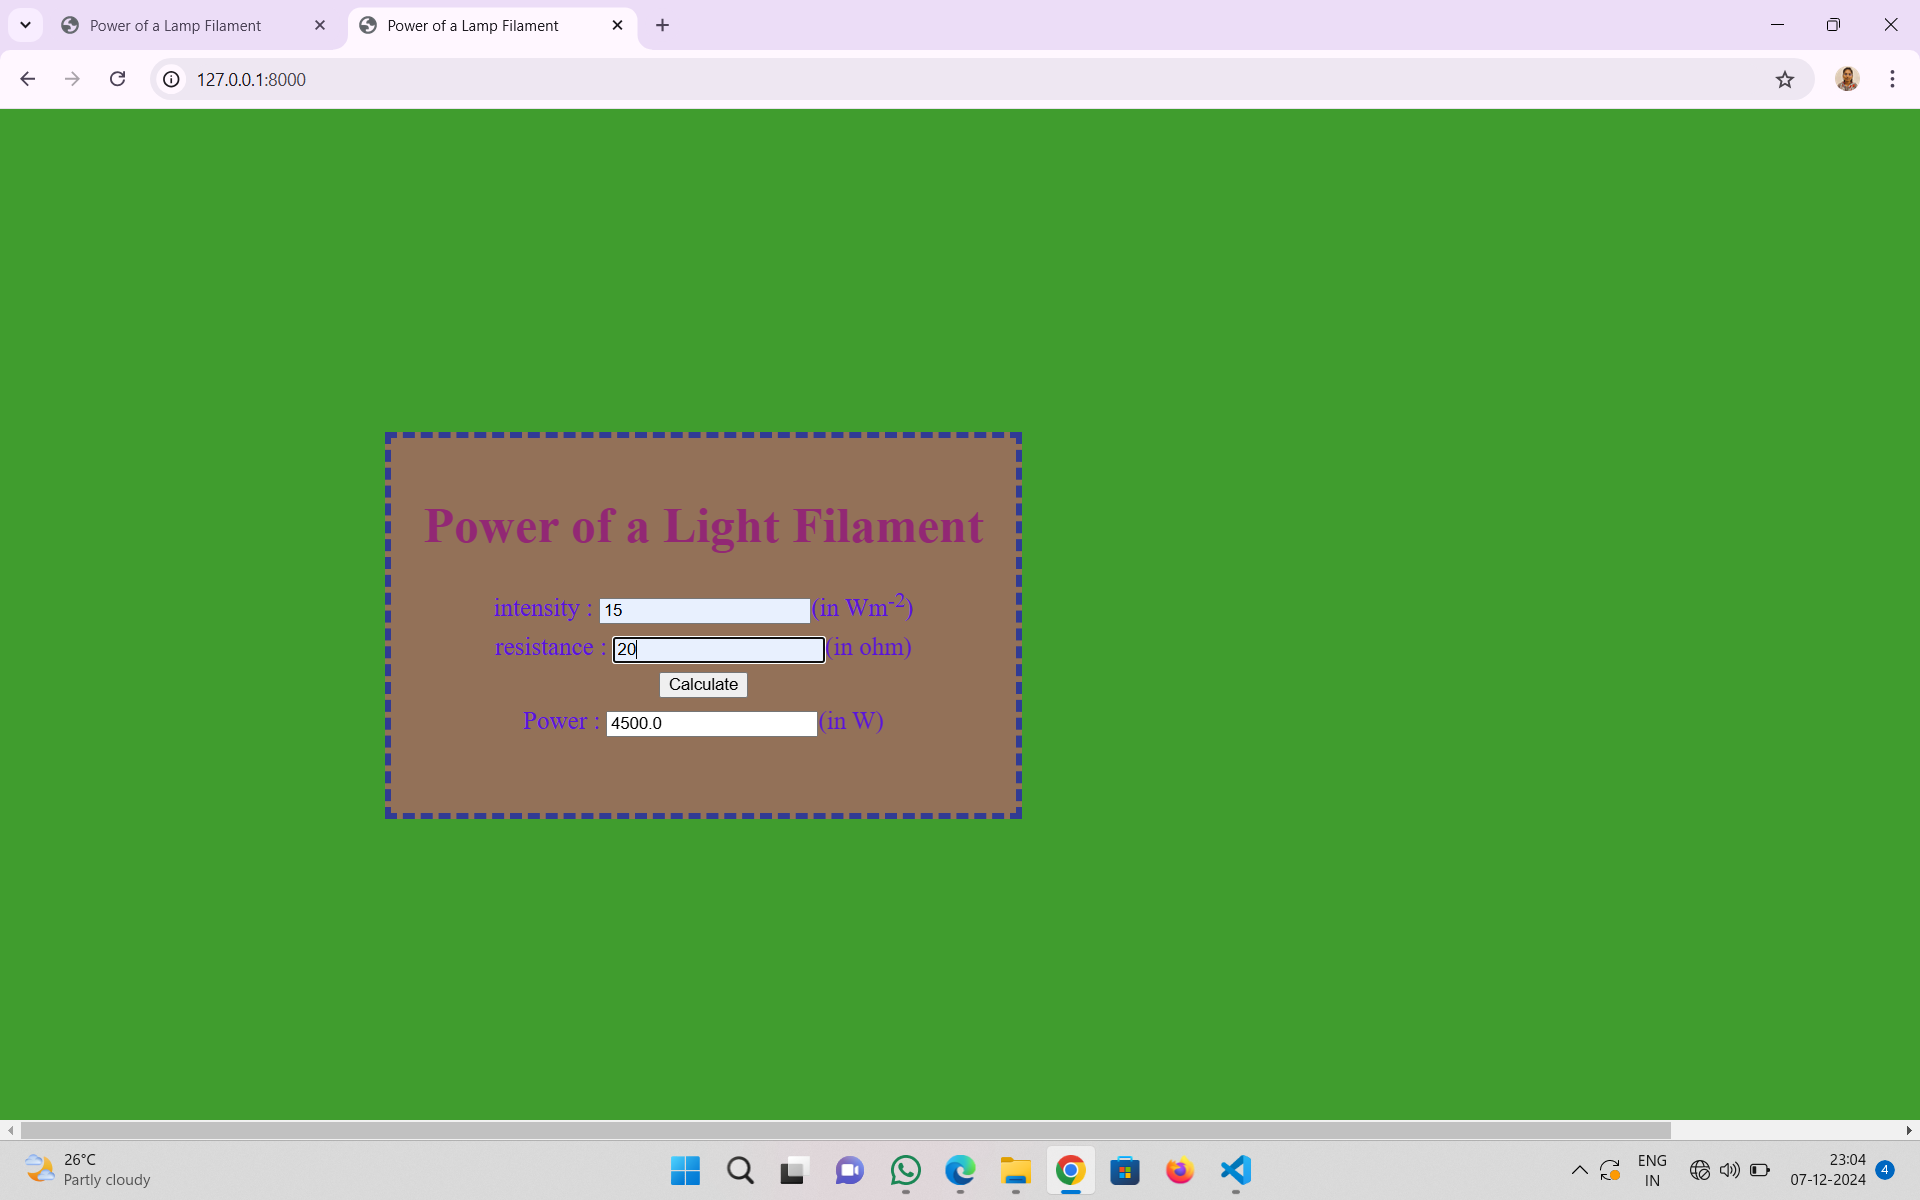 Power of a Lamp Filament
Power of a Lamp Filament
127.0.0.1:8000
Power of a Light Filament
intensity : 15 (in Wm-2)
resistance : 20 (in ohm)
Calculate
Power : 4500.0 (in W)
26°C
Partly cloudy
ENG
IN
23:04
07-12-2024
4